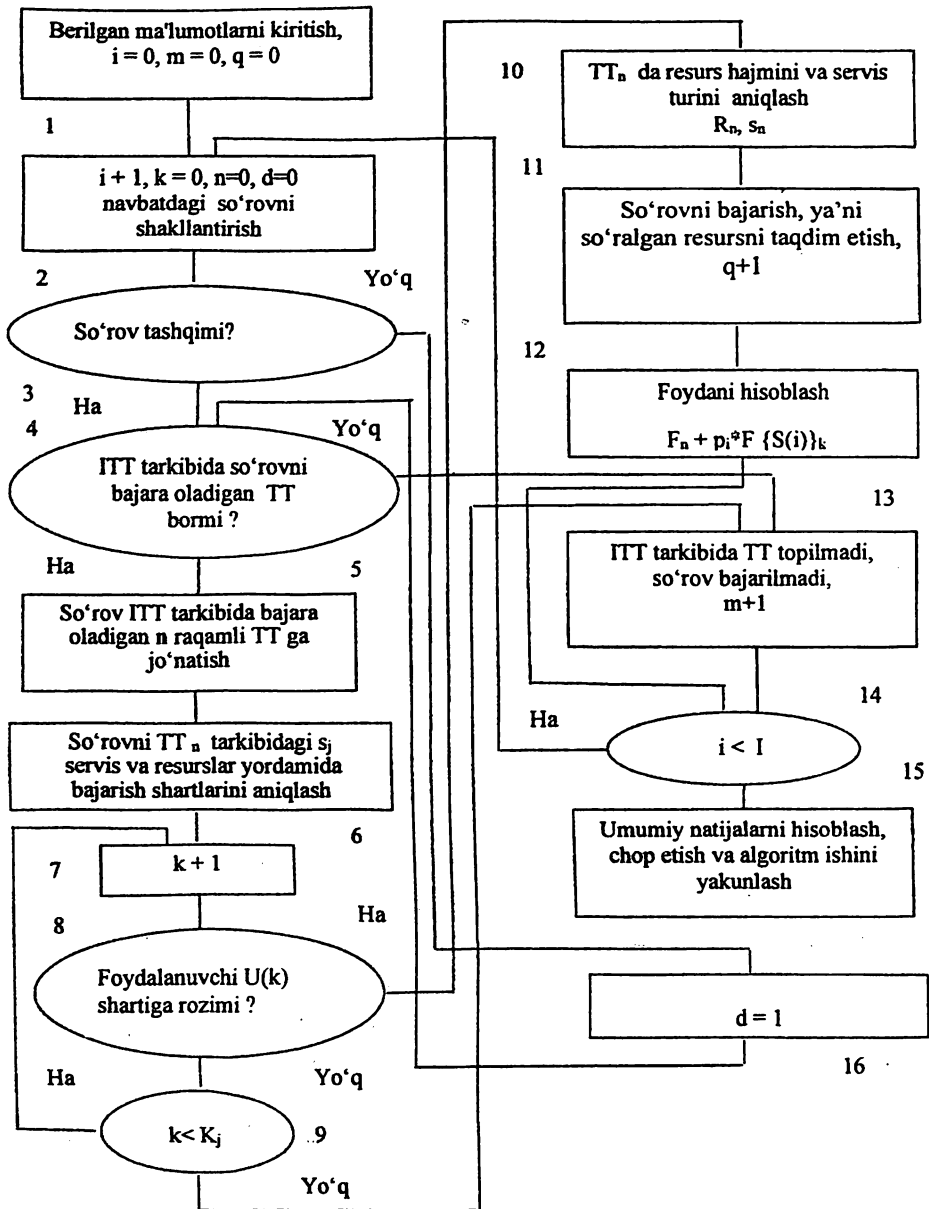 Berilgan ma'lumotlarni kiritish,
i = 0, m = 0, q = 0
1
i + 1, k = 0, n=0, d=0
navbatdagi so‘rovni
shakllantirish
2
Yo‘q
So‘rov tashqimi?
3
Ha
4
Yo‘q
ITT tarkibida so‘rovni
bajara oladigan TT
bormi ?
Ha
5
So‘rov ITT tarkibida bajara
oladigan n raqamli TT ga
jo‘natish
So‘rovni TT n tarkibidagi sj
servis va resurslar yordamida
bajarish shartlarini aniqlash
6
7
k + 1
8
Ha
Foydalanuvchi U(k)
shartiga rozimi ?
Ha
Yo‘q
k< Kj
9
Yo‘q
10
TTn da resurs hajmini va servis
turini aniqlash
Rn, sn
11
So‘rovni bajarish, ya’ni
so‘ralgan resursni taqdim etish,
q+1
12
Foydani hisoblash
Fn + pi*F {S(i)}k
13
ITT tarkibida TT topilmadi,
so‘rov bajarilmadi,
m+1
14
Ha
i < I
15
Umumiy natijalarni hisoblash,
chop etish va algoritm ishini
yakunlash
d = 1
16